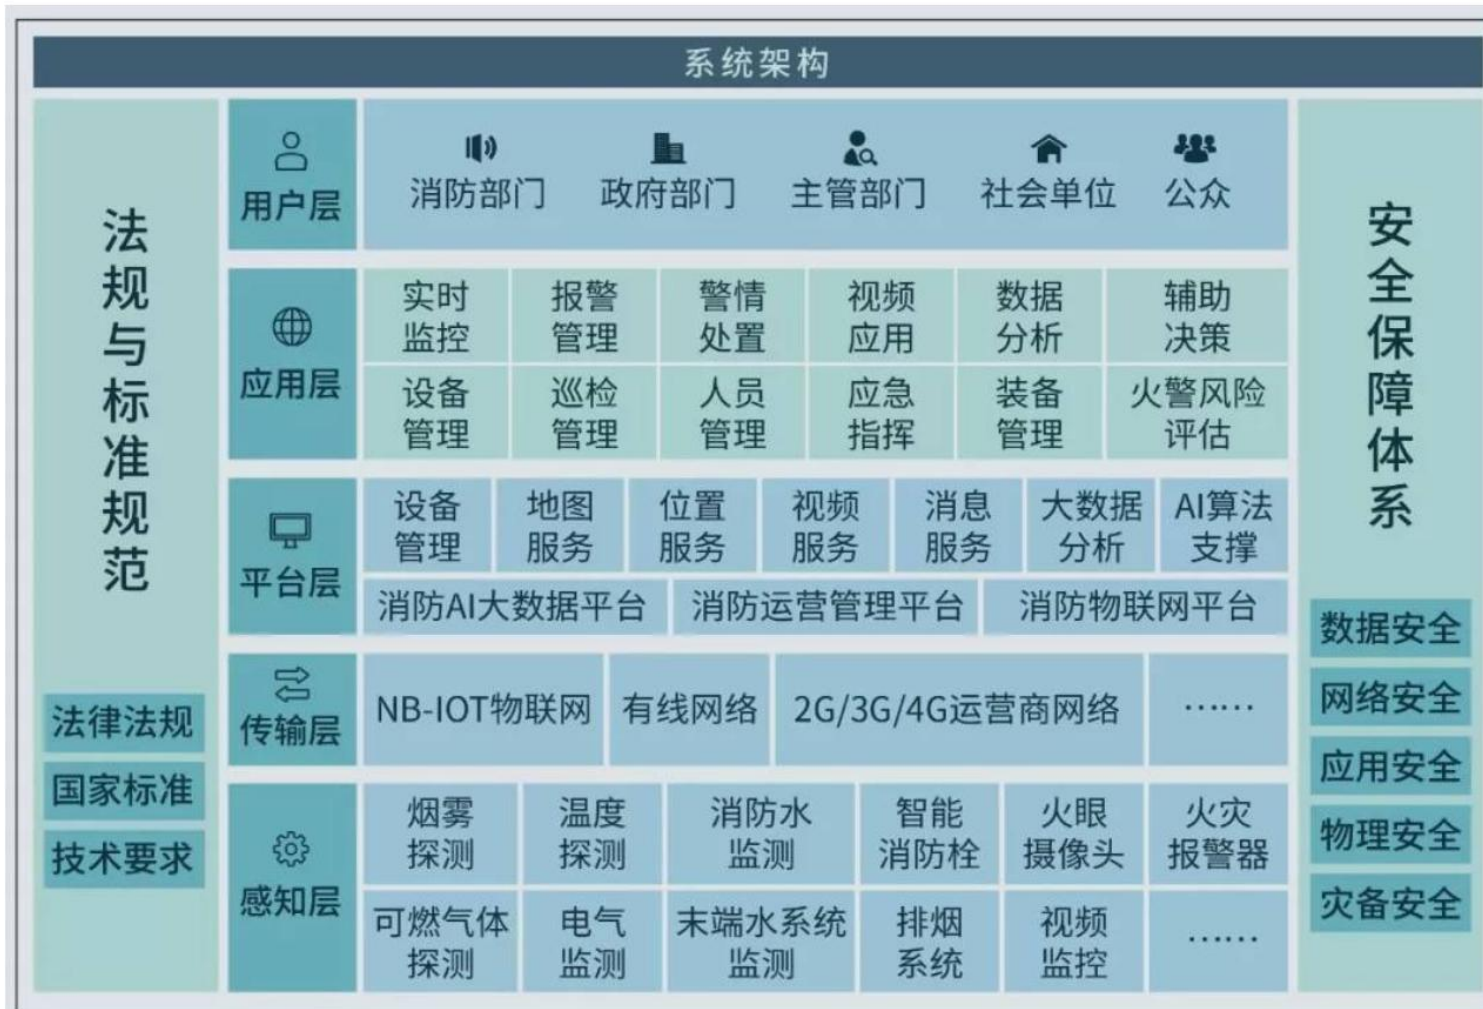 系统架构
法规与标准规范
法律法规
国家标准
技术要求
用户层
消防部门
政府部门
主管部门
社会单位
公众
应用层
实时
监控
报警
管理
警情
处置
视频
应用
数据
分析
辅助
决策
设备
管理
巡检
管理
人员
管理
应急
指挥
装备
管理
火警风险
评估
平台层
设备
管理
地图
服务
位置
服务
视频
服务
消息
服务
大数据
分析
AI算法
支撑
消防AI大数据平台
消防运营管理平台
消防物联网平台
传输层
NB-IOT物联网
有线网络
2G/3G/4G运营商网络
……
感知层
烟雾
探测
温度
探测
消防水
监测
智能
消防栓
火眼
摄像头
火灾
报警器
可燃气体
探测
电气
监测
末端水系统
监测
排烟
系统
视频
监控
……
安全保障体系
数据安全
网络安全
应用安全
物理安全
灾备安全